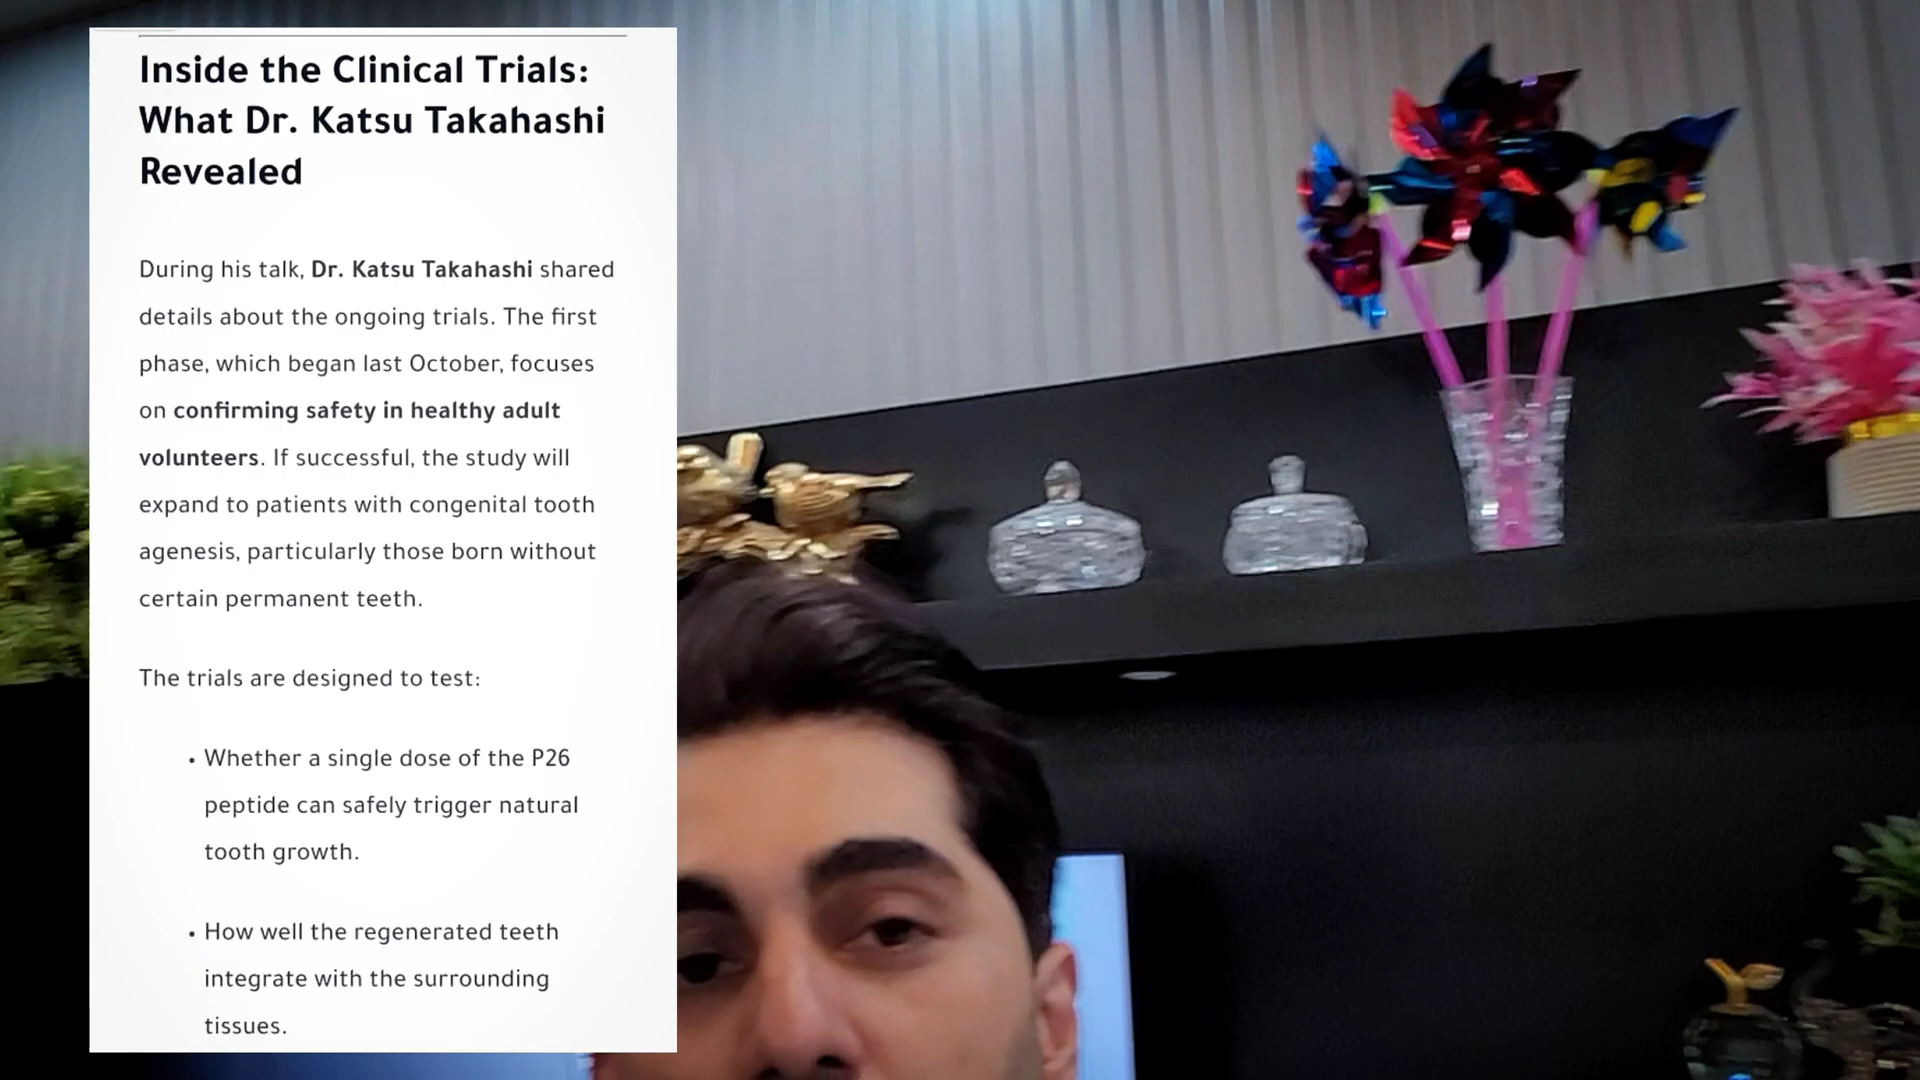 Inside the Clinical Trials:
What Dr. Katsu Takahashi
Revealed
During his talk, Dr. Katsu Takahashi shared
details about the ongoing trials. The first
phase, which began last October, focuses
on confirming safety in healthy adult
volunteers. If successful, the study will
expand to patients with congenital tooth
agenesis, particularly those born without
certain permanent teeth.
The trials are designed to test:
• Whether a single dose of the P26
peptide can safely trigger natural
tooth growth.
• How well the regenerated teeth
integrate with the surrounding
tissues.